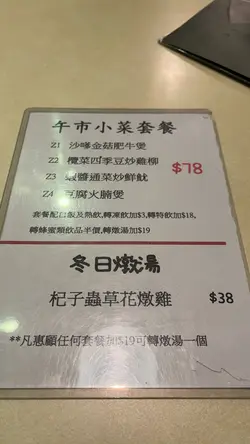 午市小菜套餐
Z1 沙嗲金菇肥牛煲
Z2 欖菜四季豆炒雞柳
$78
Z3 蝦醬通菜炒鮮魷
Z4 豆腐火腩煲
套餐配白飯及熱飲,轉凍飲加$3,轉特飲加$18,
轉蜂蜜類飲品半價,轉燉湯加$19
冬日燉湯
杞子蟲草花燉雞 $38
**凡惠顧任何套餐加$19可轉燉湯一個